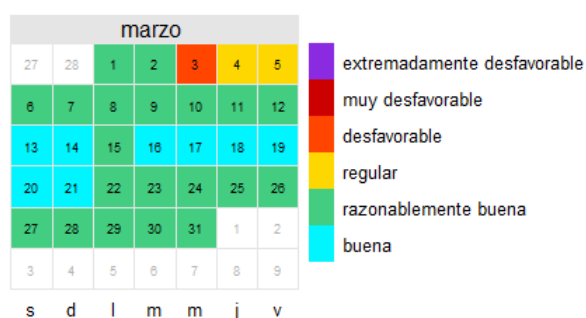 marzo
27 28 1 2 3 4 5
6 7 8 9 10 11 12
13 14 15 16 17 18 19
20 21 22 23 24 25 26
27 28 29 30 31 1 2
3 4 5 6 7 8 9
s d l m m j v
extremadamente desfavorable
muy desfavorable
desfavorable
regular
razonablemente buena
buena